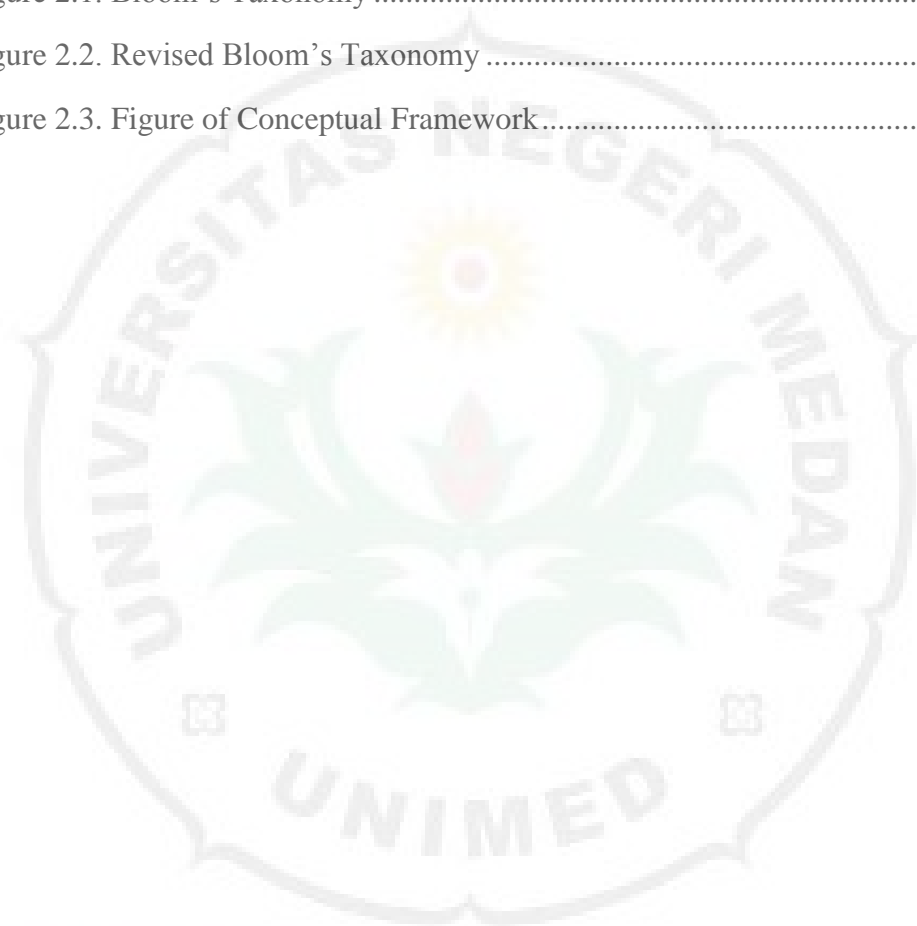 gure 2.1. Bloom's Taxonomy ....................................................................
gure 2.2. Revised Bloom's Taxonomy ......................................................
gure 2.3. Figure of Conceptual Framework...............................................
UNIVERSITAS NEGERI MEDAN
UNIMED